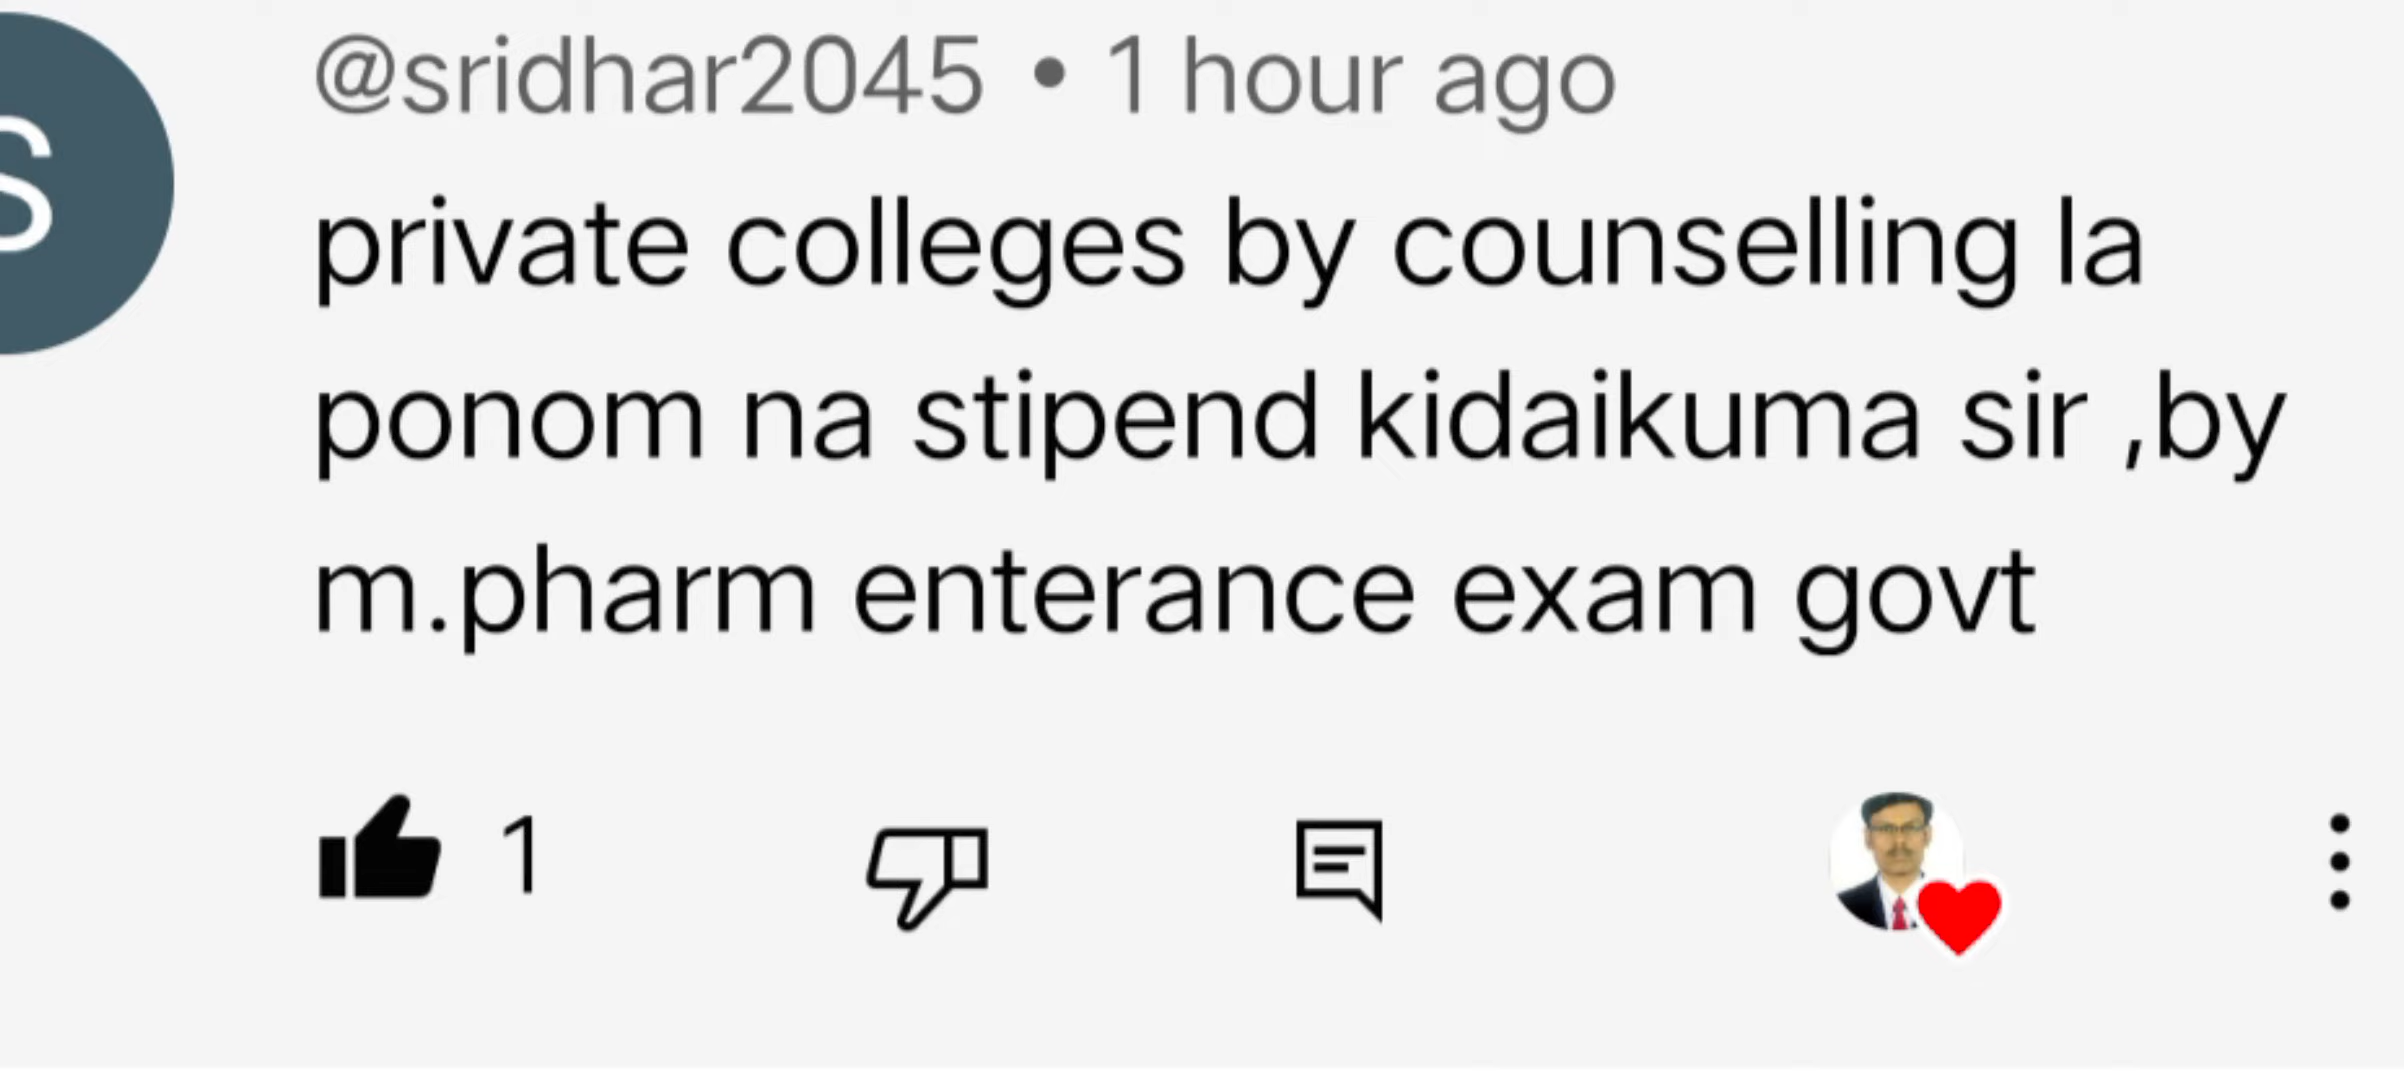 S
@sridhar2045 • 1 hour ago
private colleges by counselling la
ponom na stipend kidaikuma sir ,by
m.pharm enterance exam govt
1